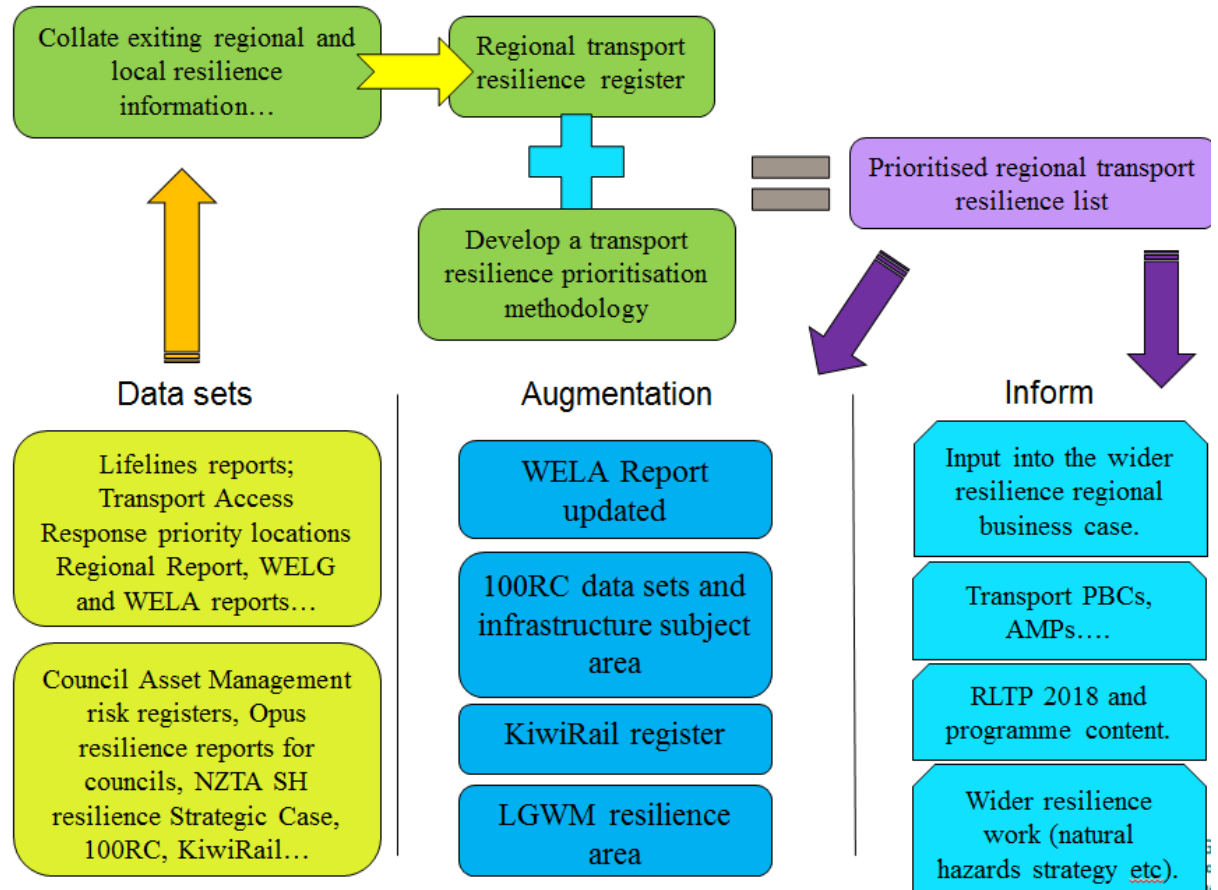 Collate exiting regional and
local resilience
information…
Regional transport
resilience register
Develop a transport
resilience prioritisation
methodology
Prioritised regional transport
resilience list
Data sets
Lifelines reports;
Transport Access
Response priority locations
Regional Report, WELG
and WELA reports…
Council Asset Management
risk registers, Opus
resilience reports for
councils, NZTA SH
resilience Strategic Case,
100RC, KiwiRail…
Augmentation
WELA Report
updated
100RC data sets and
infrastructure subject
area
KiwiRail register
LGWM resilience
area
Inform
Input into the wider
resilience regional
business case.
Transport PBCs,
AMPs….
RLTP 2018 and
programme content.
Wider resilience
work (natural
hazards strategy etc).